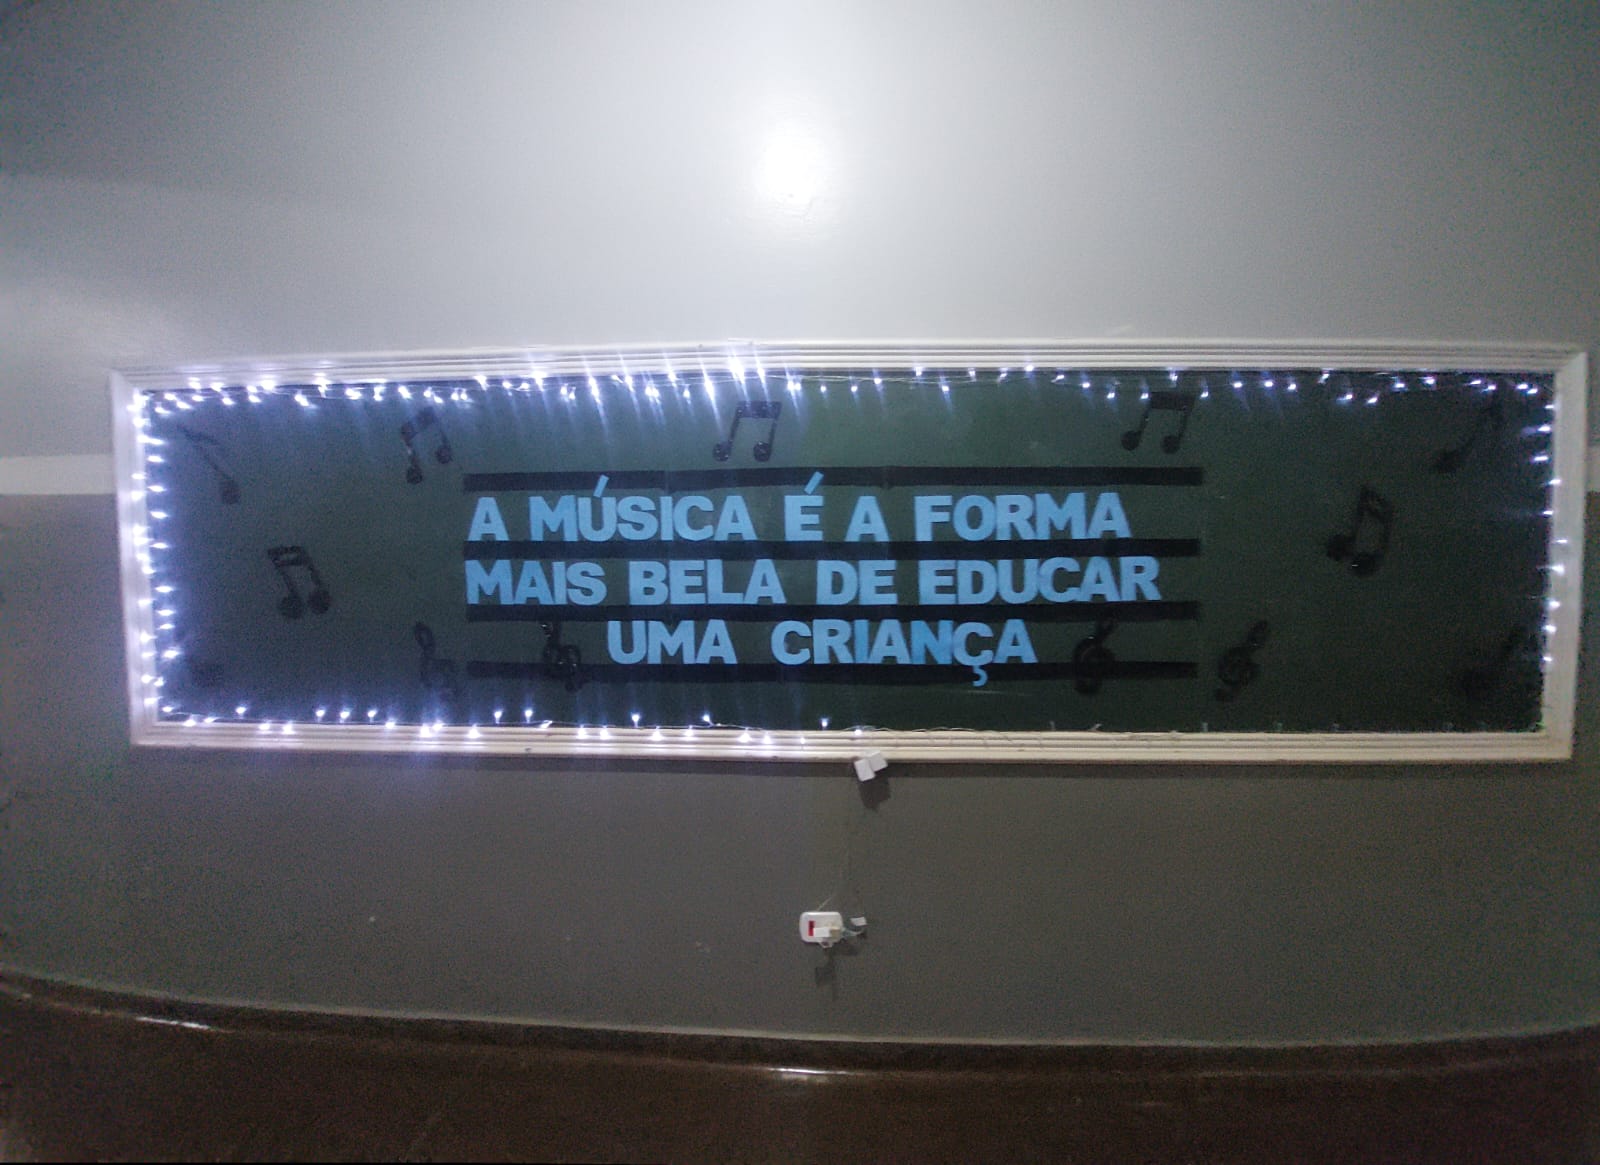 A MÚSICA É A FORMA
MAIS BELA DE EDUCAR
UMA CRIANÇA